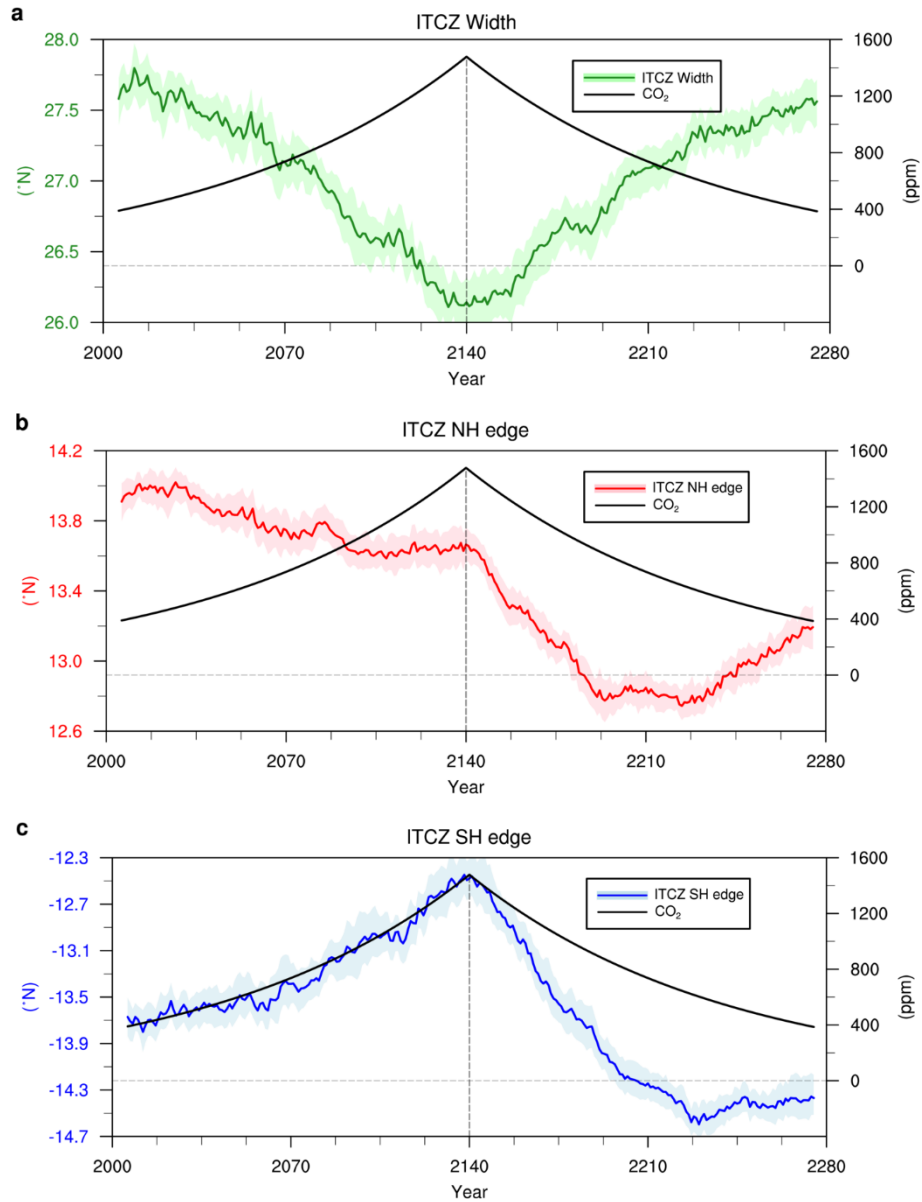 a
ITCZ Width
28.0
27.5
27.0
26.5
26.0
(°N)
1600
1200
800
400
0
(ppm)
ITCZ Width
CO₂
2000 2070 2140 2210 2280
Year
b
ITCZ NH edge
14.2
13.8
13.4
13.0
12.6
(°N)
1600
1200
800
400
0
(ppm)
ITCZ NH edge
CO₂
2000 2070 2140 2210 2280
Year
c
ITCZ SH edge
-12.3
-12.7
-13.1
-13.5
-13.9
-14.3
-14.7
(°N)
1600
1200
800
400
0
(ppm)
ITCZ SH edge
CO₂
2000 2070 2140 2210 2280
Year